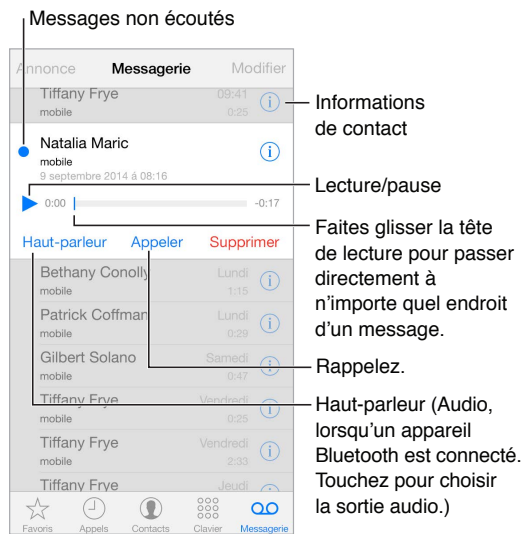 Messages non écoutés
Annonce Messagerie Modifier
Tiffany Frye 09:41
mobile 0:25
Informations
de contact
Natalia Maric
mobile
9 septembre 2014 á 08:16
Lecture/pause
0:00 -0:17
Faites glisser la tête
de lecture pour passer
directement à
n’importe quel endroit
d’un message.
Haut-parleur Appeler Supprimer
Bethany Conolly Lundi
mobile 1:15
Patrick Coffman Lundi
mobile 0:29
Gilbert Solano Samedi
mobile 0:47
Rappelez.
Tiffany Frye Vendredi
mobile 0:25
Haut-parleur (Audio,
lorsqu’un appareil
Bluetooth est connecté.
Touchez pour choisir
la sortie audio.)
Tiffany Frye Vendredi
mobile 2:33
Tiffany Frye Jeudi
Favoris Appels Contacts Clavier Messagerie